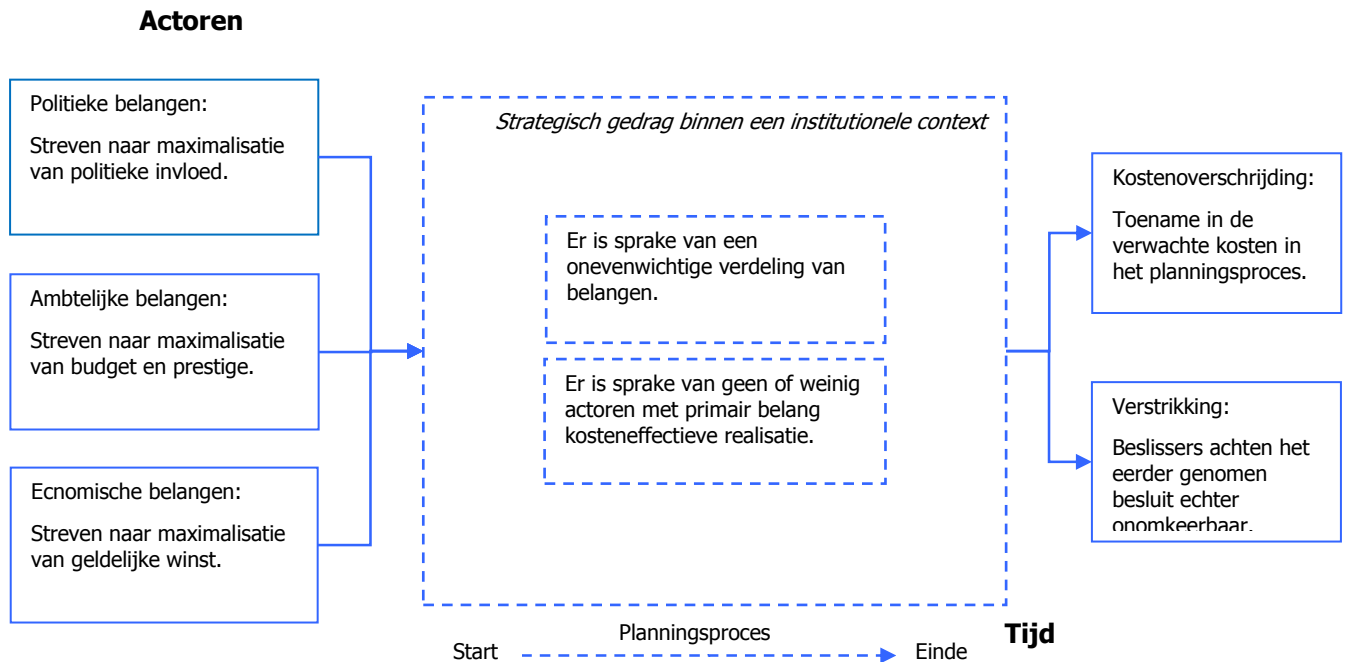 Actoren
Politieke belangen:
Streven naar maximalisatie
van politieke invloed.
Ambtelijke belangen:
Streven naar maximalisatie
van budget en prestige.
Ecnomische belangen:
Streven naar maximalisatie
van geldelijke winst.
Strategisch gedrag binnen een institutionele context
Er is sprake van een
onevenwichtige verdeling van
belangen.
Er is sprake van geen of weinig
actoren met primair belang
kosteneffectieve realisatie.
Kostenoverschrijding:
Toename in de
verwachte kosten in
het planningsproces.
Verstrikking:
Beslissers achten het
eerder genomen
besluit echter
onomkeerbaar.
Planningsproces
Start
Einde
Tijd